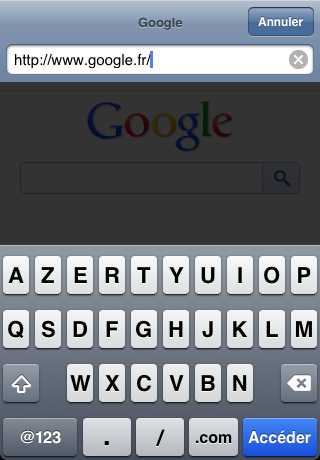 Google
Annuler
http://www.google.fr/
Google
A Z E R T Y U I O P
Q S D F G H J K L M
W X C V B N
@123 . / .com Accéder